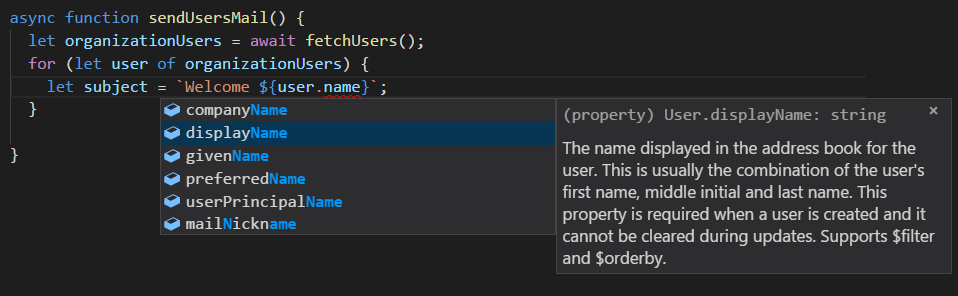 async function sendUsersMail() {
let organizationUsers = await fetchUsers();
for (let user of organizationUsers) {
let subject = `Welcome ${user.name}`;
}
}
companyName
displayName
givenName
preferredName
userPrincipalName
mailNickname
(property) User.displayName: string ×
The name displayed in the address book for the
user. This is usually the combination of the user's
first name, middle initial and last name. This
property is required when a user is created and it
cannot be cleared during updates. Supports $filter
and $orderby.